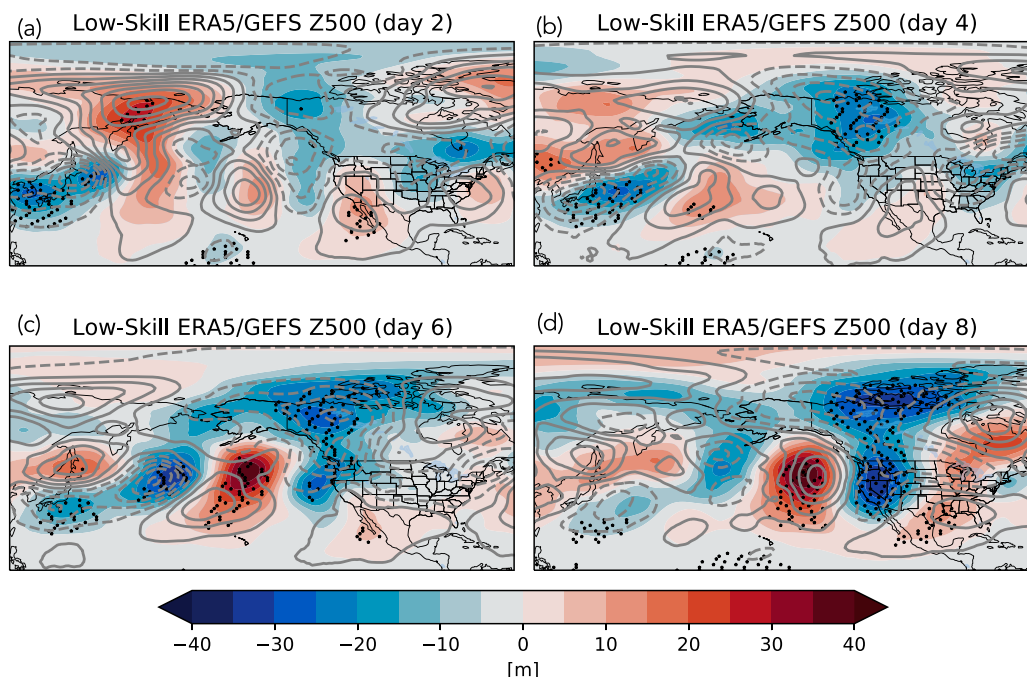 (a) Low-Skill ERA5/GEFS Z500 (day 2)
(b) Low-Skill ERA5/GEFS Z500 (day 4)
(c) Low-Skill ERA5/GEFS Z500 (day 6)
(d) Low-Skill ERA5/GEFS Z500 (day 8)
−40 −30 −20 −10 0 10 20 30 40
[m]